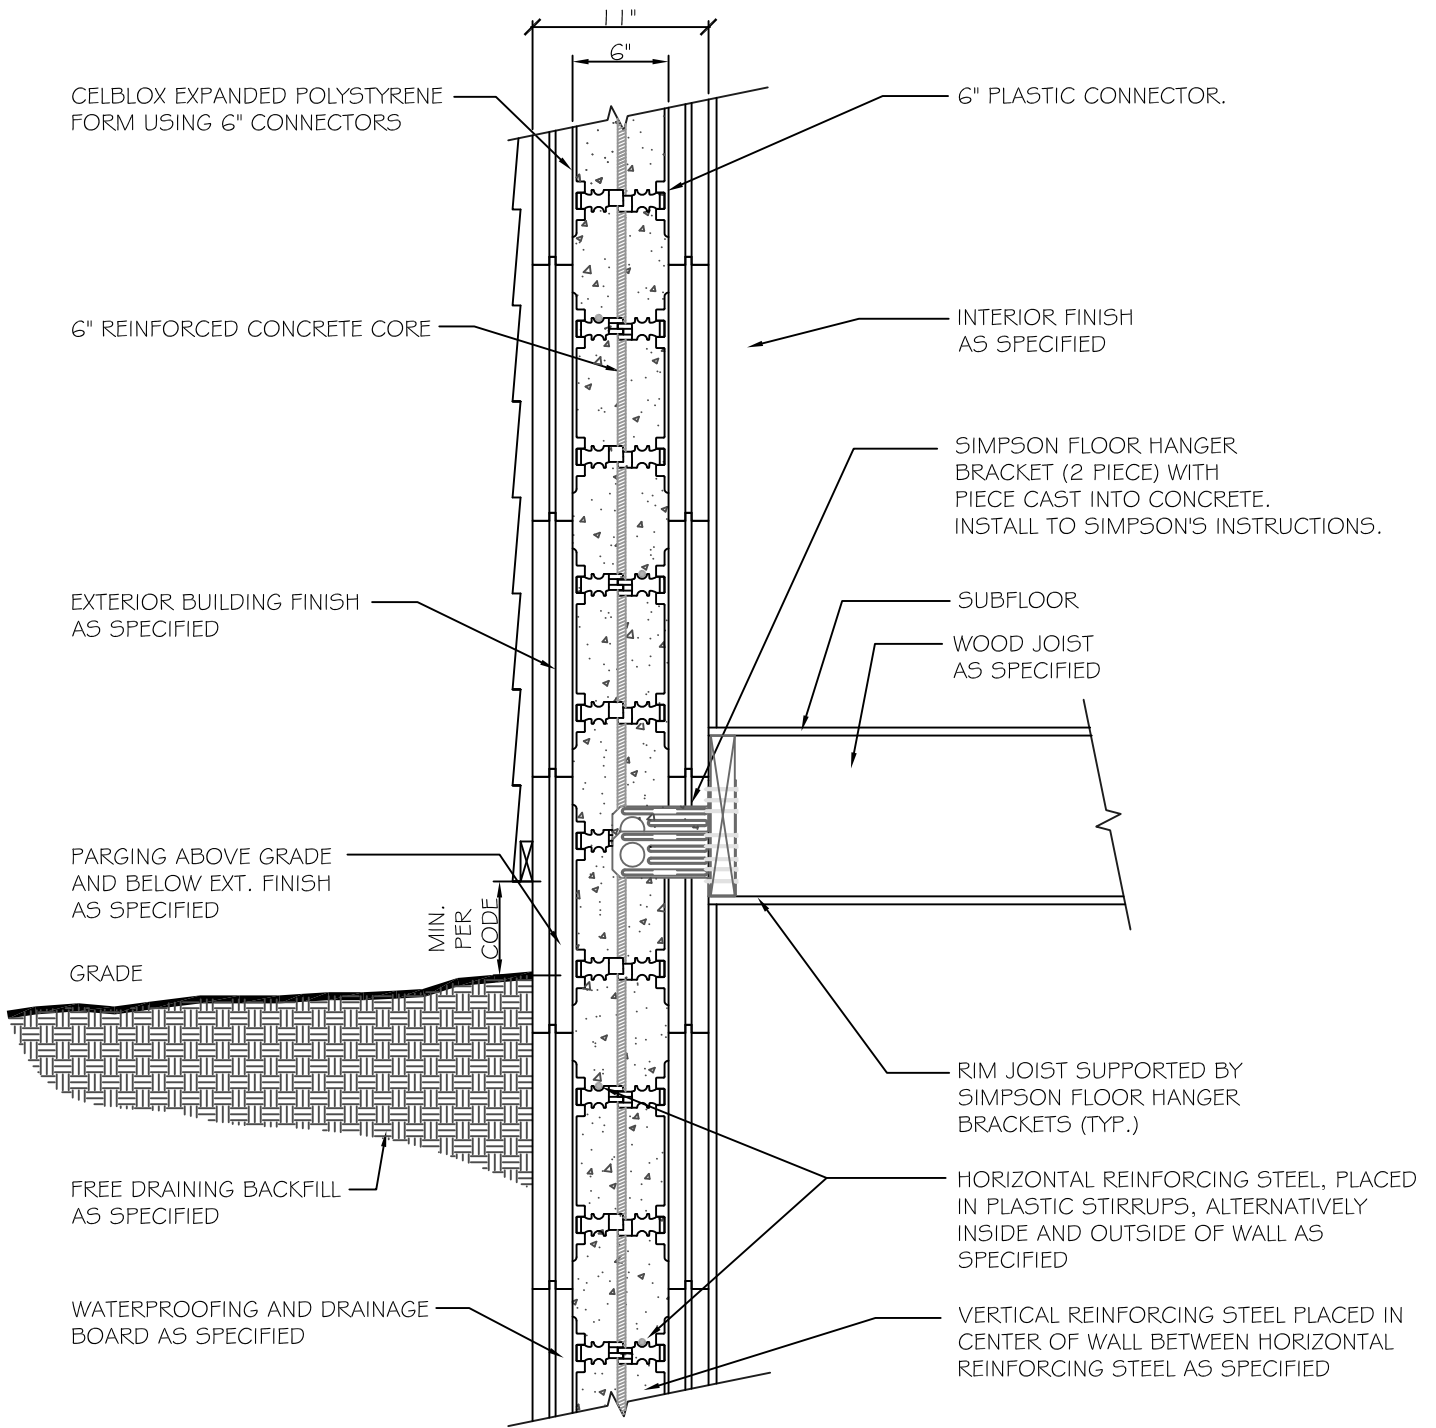 11"
6"
CELBLOX EXPANDED POLYSTYRENE
FORM USING 6" CONNECTORS
6" PLASTIC CONNECTOR.
6" REINFORCED CONCRETE CORE
INTERIOR FINISH
AS SPECIFIED
SIMPSON FLOOR HANGER
BRACKET (2 PIECE) WITH
PIECE CAST INTO CONCRETE.
INSTALL TO SIMPSON'S INSTRUCTIONS.
EXTERIOR BUILDING FINISH
AS SPECIFIED
SUBFLOOR
WOOD JOIST
AS SPECIFIED
PARGING ABOVE GRADE
AND BELOW EXT. FINISH
AS SPECIFIED
MIN.
PER
CODE
GRADE
RIM JOIST SUPPORTED BY
SIMPSON FLOOR HANGER
BRACKETS (TYP.)
FREE DRAINING BACKFILL
AS SPECIFIED
HORIZONTAL REINFORCING STEEL, PLACED
IN PLASTIC STIRRUPS, ALTERNATIVELY
INSIDE AND OUTSIDE OF WALL AS
SPECIFIED
WATERPROOFING AND DRAINAGE
BOARD AS SPECIFIED
VERTICAL REINFORCING STEEL PLACED IN
CENTER OF WALL BETWEEN HORIZONTAL
REINFORCING STEEL AS SPECIFIED